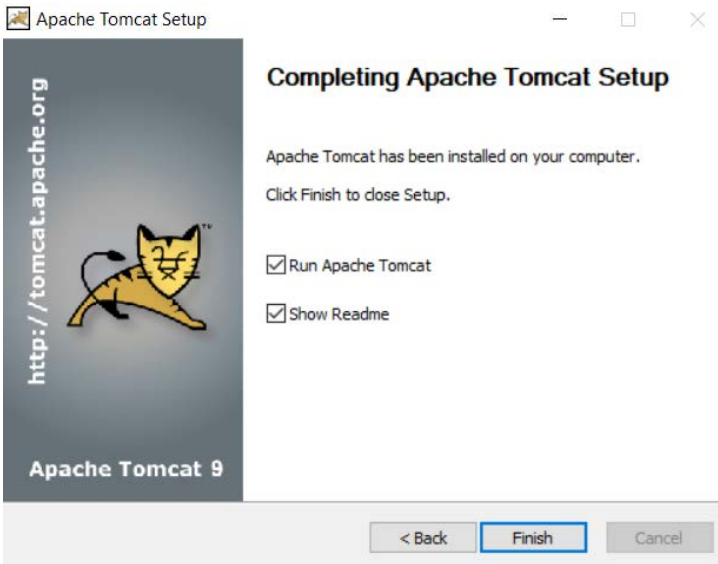 Apache Tomcat Setup
http://tomcat.apache.org
TM
Apache Tomcat 9
Completing Apache Tomcat Setup
Apache Tomcat has been installed on your computer.
Click Finish to close Setup.
Run Apache Tomcat
Show Readme
< Back
Finish
Cancel